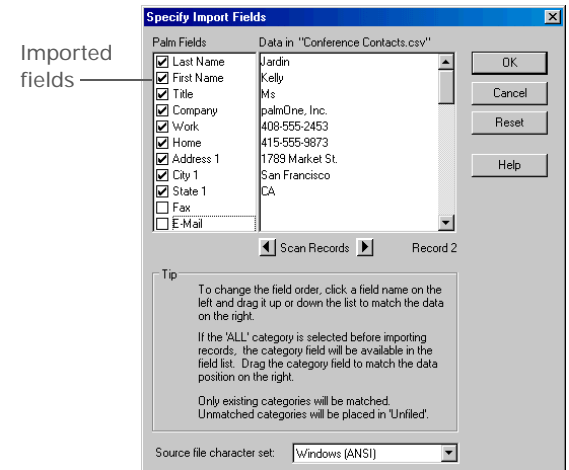 Specify Import Fields
Imported
fields
Palm Fields Data in "Conference Contacts.csv"
Last Name Jardin
First Name Kelly
Title Ms
Company palmOne, Inc.
Work 408-555-2453
Home 415-555-9873
Address 1 1789 Market St.
City 1 San Francisco
State 1 CA
Fax
E-Mail
OK
Cancel
Reset
Help
Scan Records Record 2
Tip
To change the field order, click a field name on the
left and drag it up or down the list to match the data
on the right.
If the 'ALL' category is selected before importing
records, the category field will be available in the
field list. Drag the category field to match the data
position on the right.
Only existing categories will be matched.
Unmatched categories will be placed in 'Unfiled'.
Source file character set: Windows (ANSI)